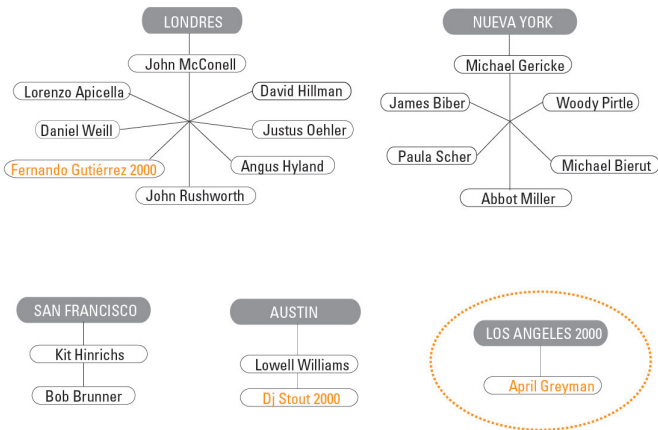 LONDRES
John McConell
Lorenzo Apicella
David Hillman
Daniel Weill
Justus Oehler
Fernando Gutiérrez 2000
Angus Hyland
John Rushworth
NUEVA YORK
Michael Gericke
James Biber
Woody Pirtle
Paula Scher
Michael Bierut
Abbot Miller
SAN FRANCISCO
Kit Hinrichs
Bob Brunner
AUSTIN
Lowell Williams
Dj Stout 2000
LOS ANGELES 2000
April Greyman